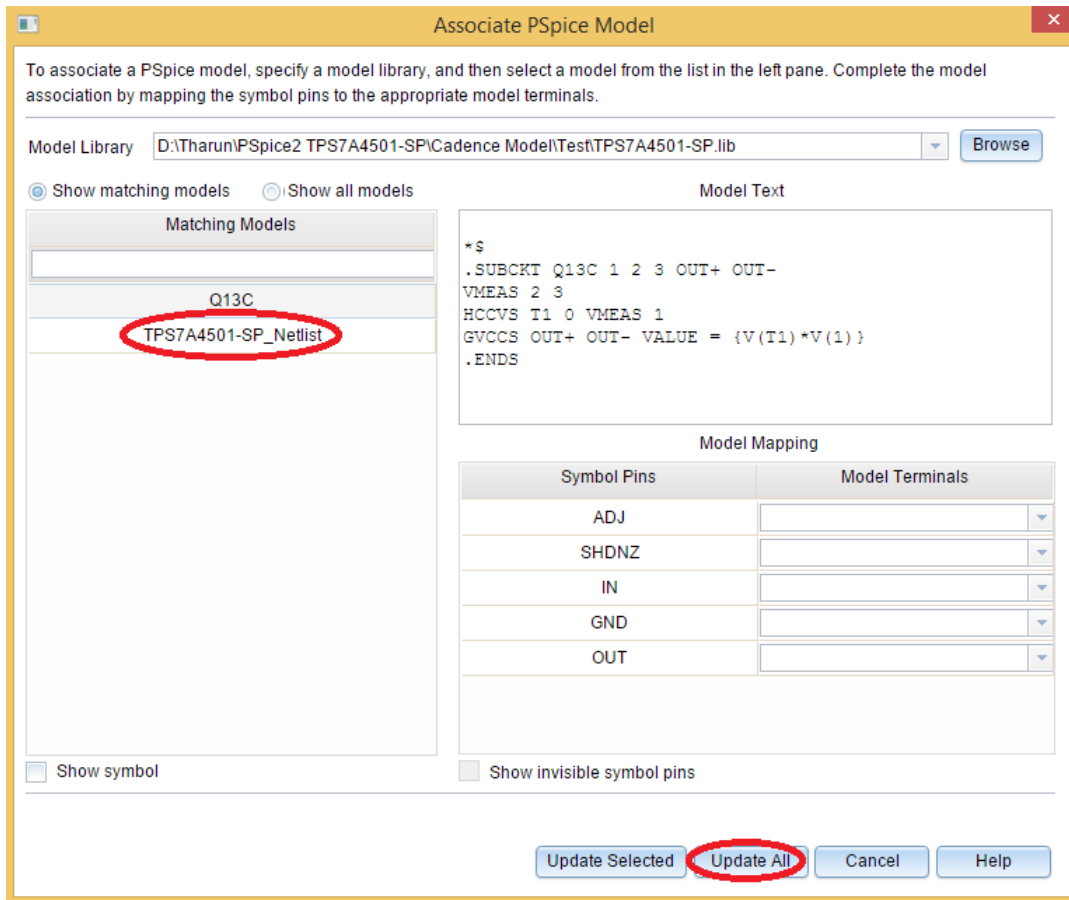 Associate PSpice Model
To associate a PSpice model, specify a model library, and then select a model from the list in the left pane. Complete the model
association by mapping the symbol pins to the appropriate model terminals.
Model Library D:\Tharun\PSpice2 TPS7A4501-SP\Cadence Model\Test\TPS7A4501-SP.lib Browse
Show matching models Show all models
Matching Models
Q13C
TPS7A4501-SP_Netlist
Show symbol
Model Text
*$
.SUBCKT Q13C 1 2 3 OUT+ OUT-
VMEAS 2 3
HCCVS T1 0 VMEAS 1
GVCCS OUT+ OUT- VALUE = {V(T1)*V(1)}
.ENDS
Model Mapping
Symbol Pins Model Terminals
ADJ
SHDNZ
IN
GND
OUT
Show invisible symbol pins
Update Selected Update All Cancel Help